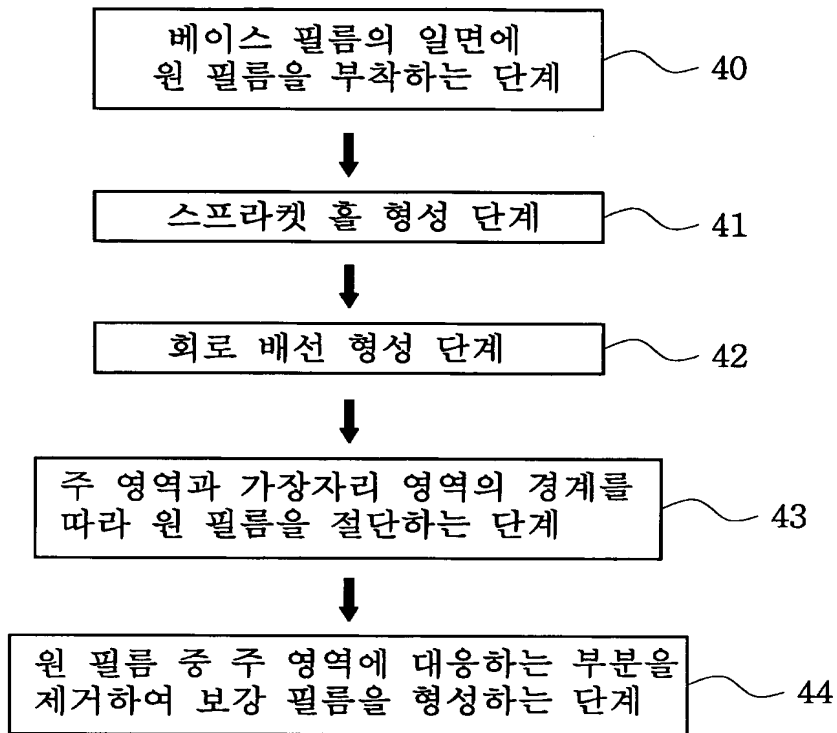 베이스 필름의 일면에
원 필름을 부착하는 단계
40
스프라켓 홀 형성 단계
41
회로 배선 형성 단계
42
주 영역과 가장자리 영역의 경계를
따라 원 필름을 절단하는 단계
43
원 필름 중 주 영역에 대응하는 부분을
제거하여 보강 필름을 형성하는 단계
44